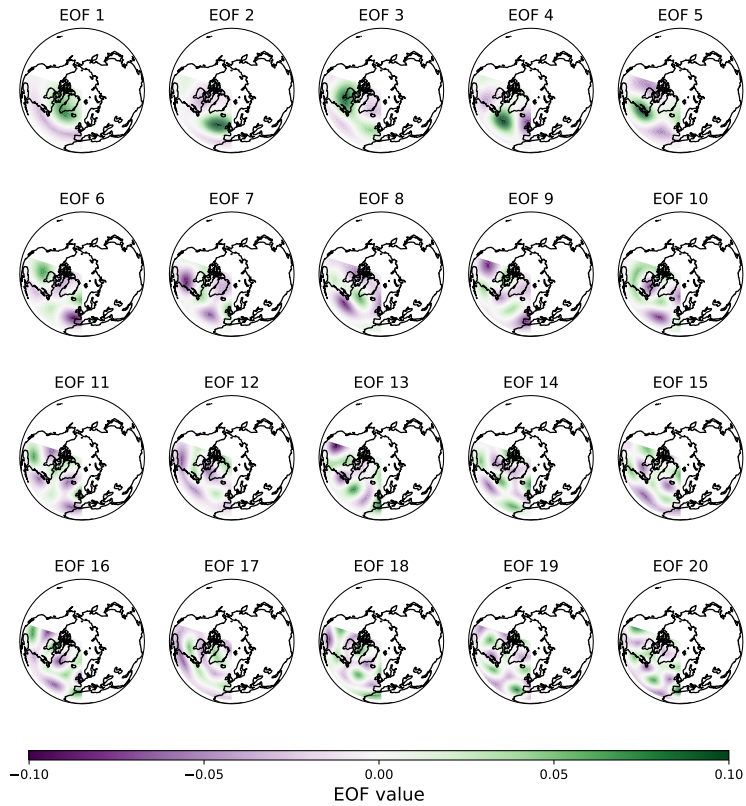 EOF 1 EOF 2 EOF 3 EOF 4 EOF 5
EOF 6 EOF 7 EOF 8 EOF 9 EOF 10
EOF 11 EOF 12 EOF 13 EOF 14 EOF 15
EOF 16 EOF 17 EOF 18 EOF 19 EOF 20
−0.10 −0.05 0.00 0.05 0.10
EOF value